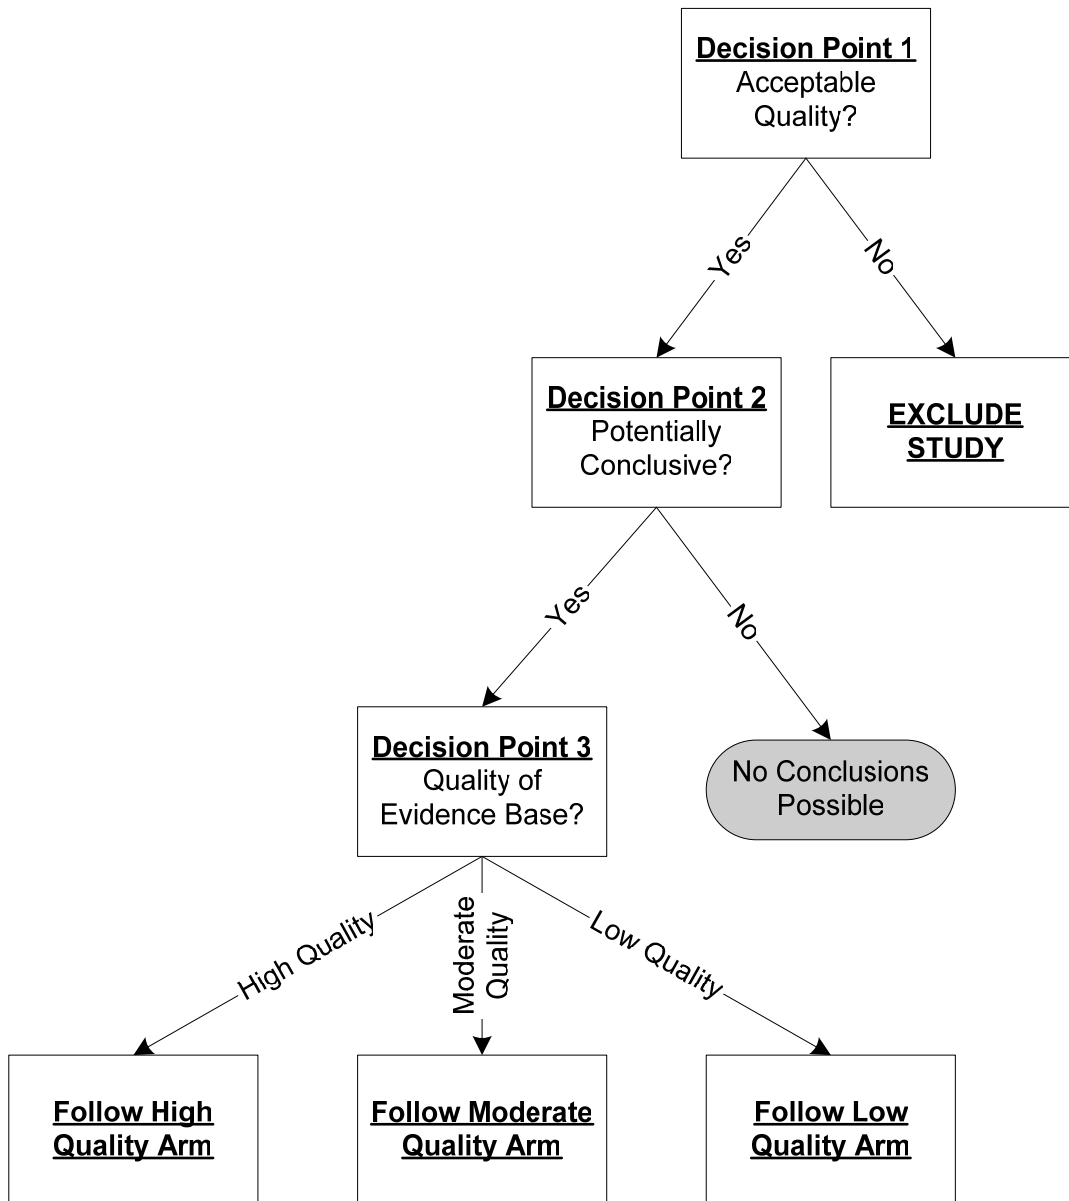 Decision Point 1
Acceptable
Quality?
Yes
No
Decision Point 2
Potentially
Conclusive?
EXCLUDE
STUDY
Yes
No
Decision Point 3
Quality of
Evidence Base?
No Conclusions
Possible
High Quality
Moderate
Quality
Low Quality
Follow High
Quality Arm
Follow Moderate
Quality Arm
Follow Low
Quality Arm